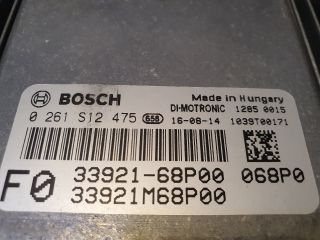 BOSCH Made in Hungary
DI-MOTRONIC 1285 0015
0 261 S12 475 658 16-08-14 1039T00171
F0 33921-68P00 068P0
33921M68P00